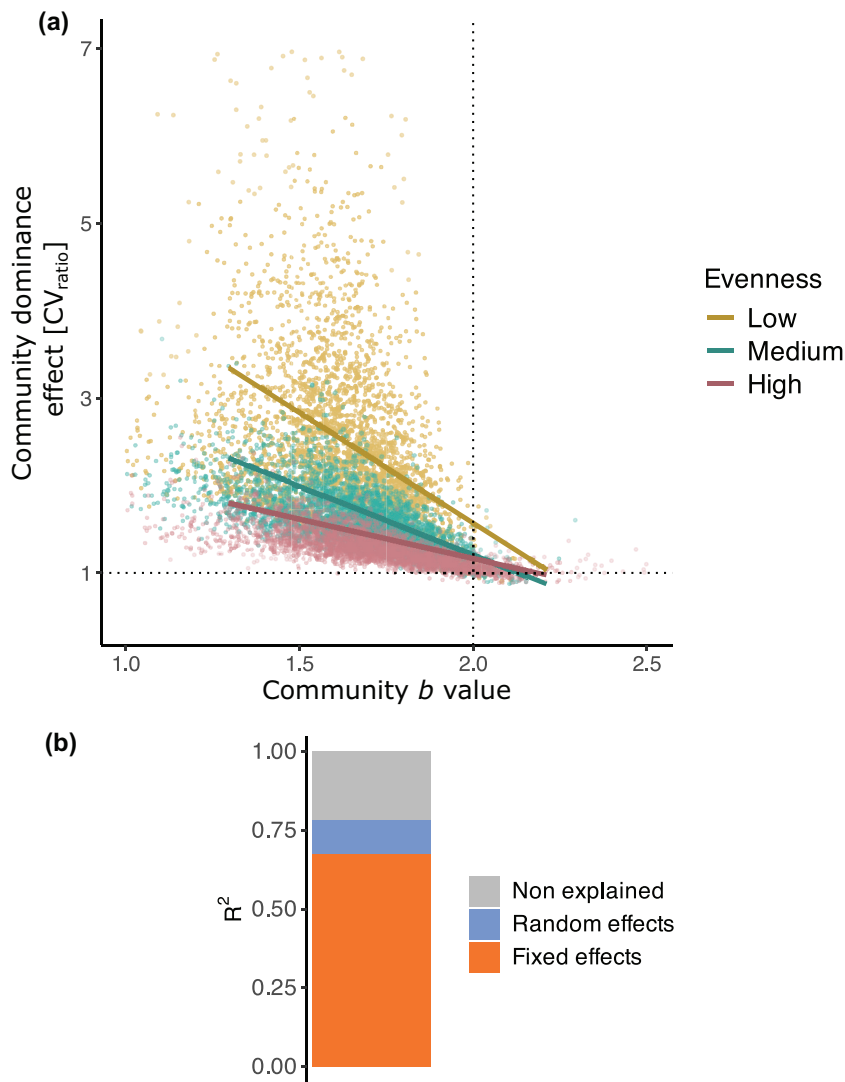 (a)
7
5
3
1
Community dominance
effect [CVratio]
1.0
1.5
2.0
2.5
Community b value
Evenness
Low
Medium
High
(b)
1.00
0.75
0.50
0.25
0.00
R2
Non explained
Random effects
Fixed effects